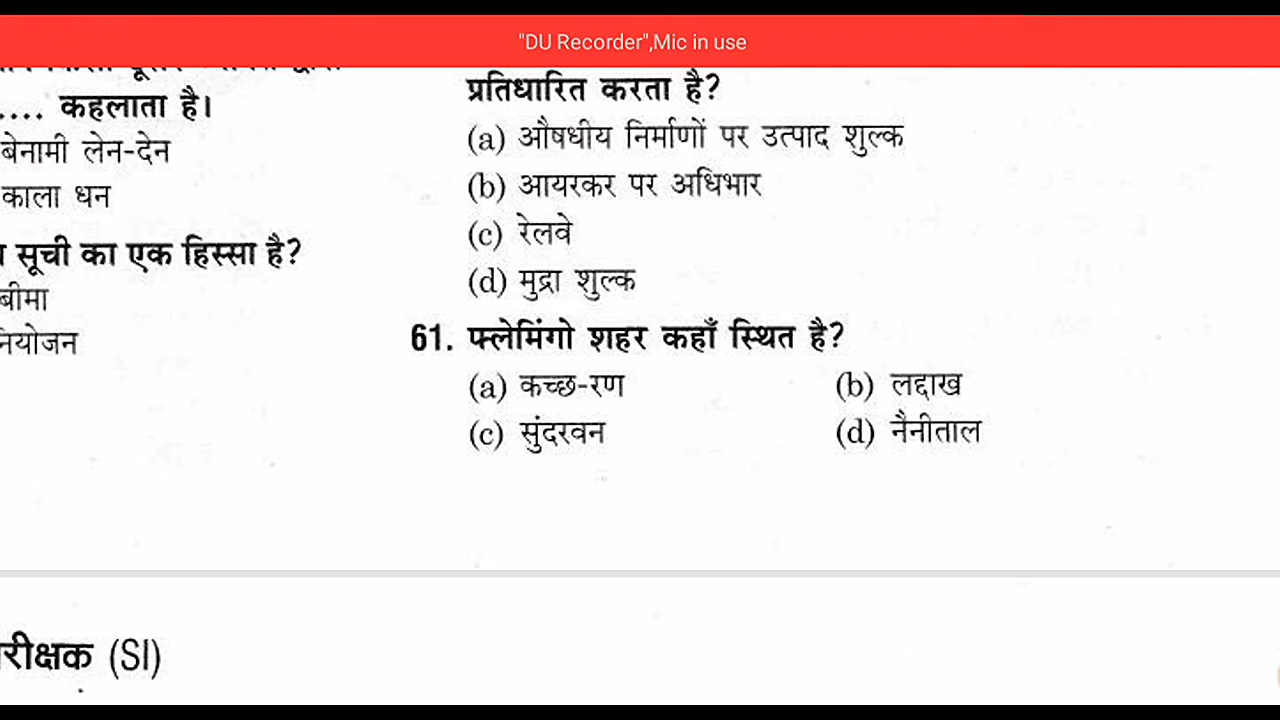 "DU Recorder",Mic in use
.... कहलाता है।
बेनामी लेन-देन
काला धन
सूची का एक हिस्सा है?
बीमा
नियोजन
प्रतिधारित करता है?
(a) औषधीय निर्माणों पर उत्पाद शुल्क
(b) आयरकर पर अधिभार
(c) रेलवे
(d) मुद्रा शुल्क
61. फ्लेमिंगो शहर कहाँ स्थित है?
(a) कच्छ-रण (b) लद्दाख
(c) सुंदरवन (d) नैनीताल
रीक्षक (SI)